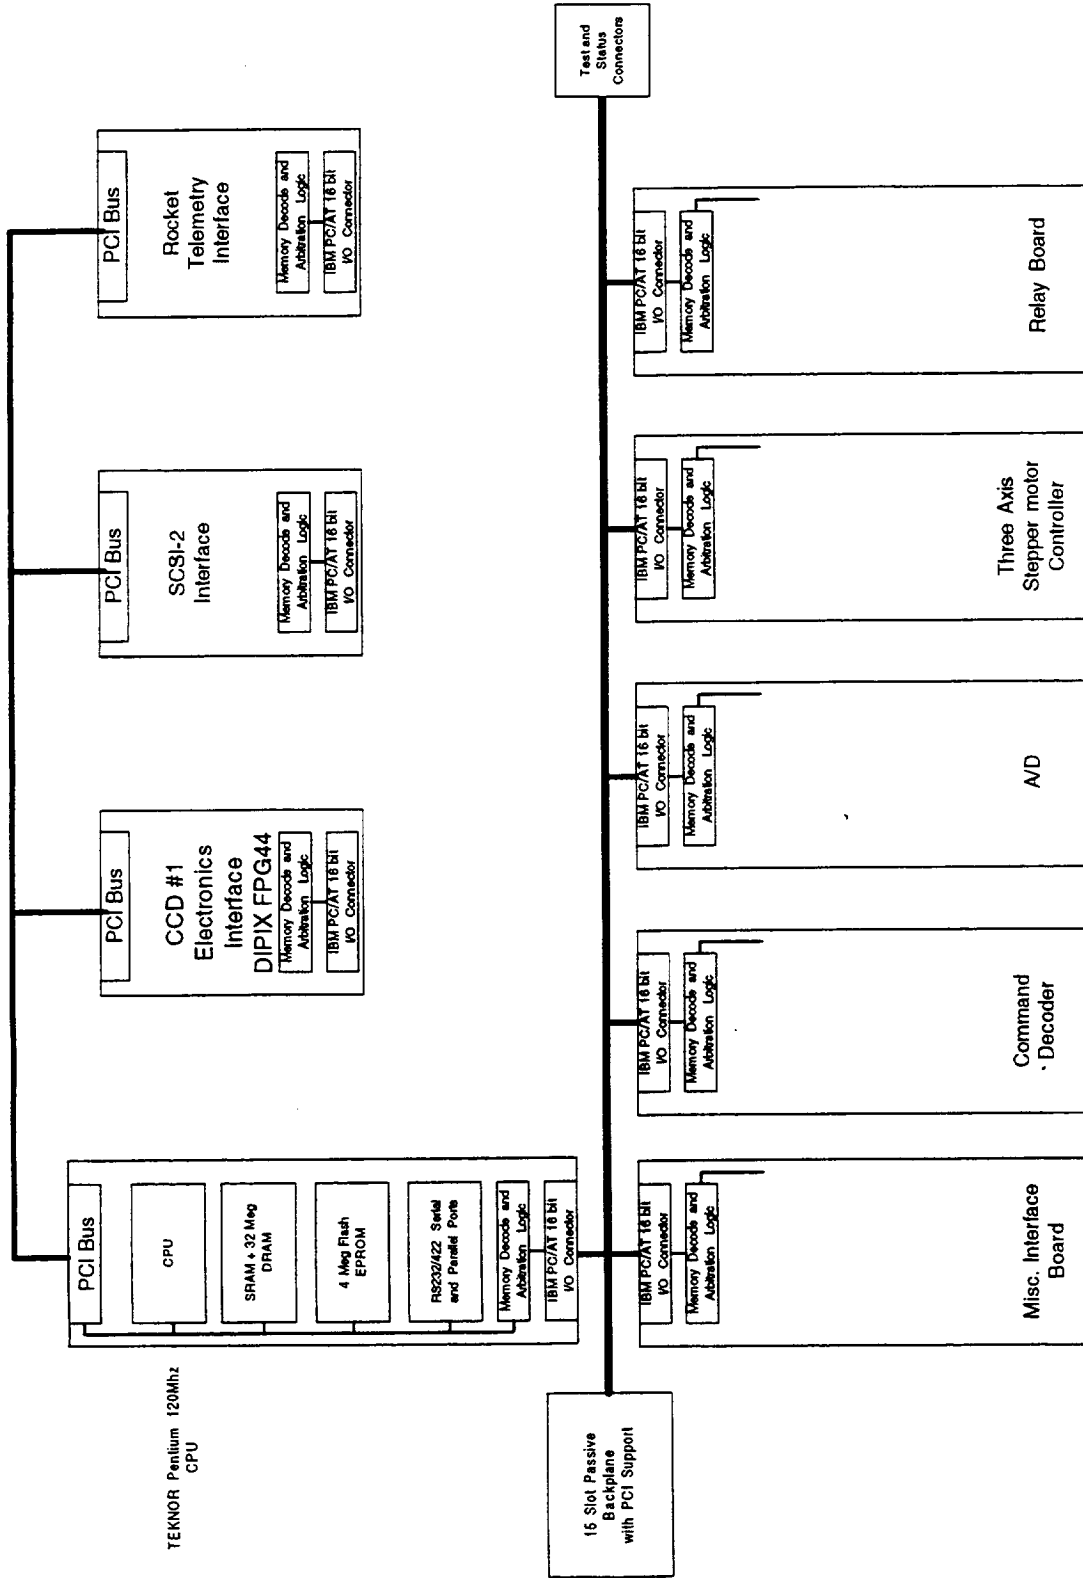 TEKNOR Pentium 120Mhz
CPU
PCI Bus
CPU
SRAM & 32 Meg
DRAM
4 Meg Flash
EPROM
RS232/422 Serial
and Parallel Ports
Memory Decode and
Arbitration Logic
IBM PC/AT 16 bit
I/O Connector
PCI Bus
CCD #1
Electronics
Interface
DIPIX FPG44
Memory Decode and
Arbitration Logic
IBM PC/AT 16 bit
I/O Connector
PCI Bus
SCSI-2
Interface
Memory Decode and
Arbitration Logic
IBM PC/AT 16 bit
I/O Connector
PCI Bus
Rocket
Telemetry
Interface
Memory Decode and
Arbitration Logic
IBM PC/AT 16 bit
I/O Connector
15 Slot Passive
Backplane
with PCI Support
Test and
Status
Connectors
IBM PC/AT 16 bit
I/O Connector
Memory Decode and
Arbitration Logic
Misc. Interface
Board
IBM PC/AT 16 bit
I/O Connector
Memory Decode and
Arbitration Logic
Command
Decoder
IBM PC/AT 16 bit
I/O Connector
Memory Decode and
Arbitration Logic
A/D
IBM PC/AT 16 bit
I/O Connector
Memory Decode and
Arbitration Logic
Three Axis
Stepper motor
Controller
IBM PC/AT 16 bit
I/O Connector
Memory Decode and
Arbitration Logic
Relay Board